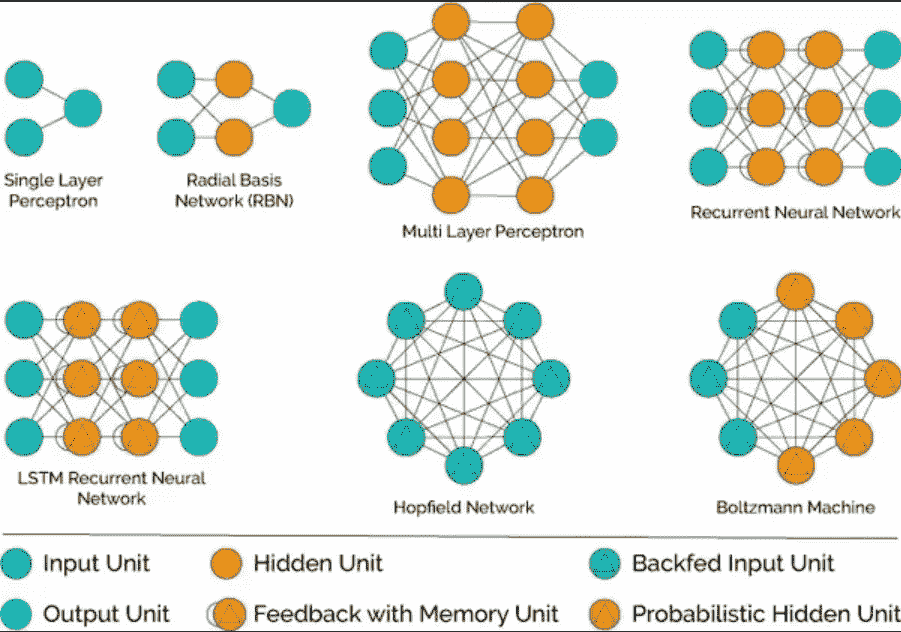 Single Layer
Perceptron
Radial Basis
Network (RBN)
Multi Layer Perceptron
Recurrent Neural Network
LSTM Recurrent Neural
Network
Hopfield Network
Boltzmann Machine
Input Unit
Hidden Unit
Backfed Input Unit
Output Unit
Feedback with Memory Unit
Probabilistic Hidden Unit